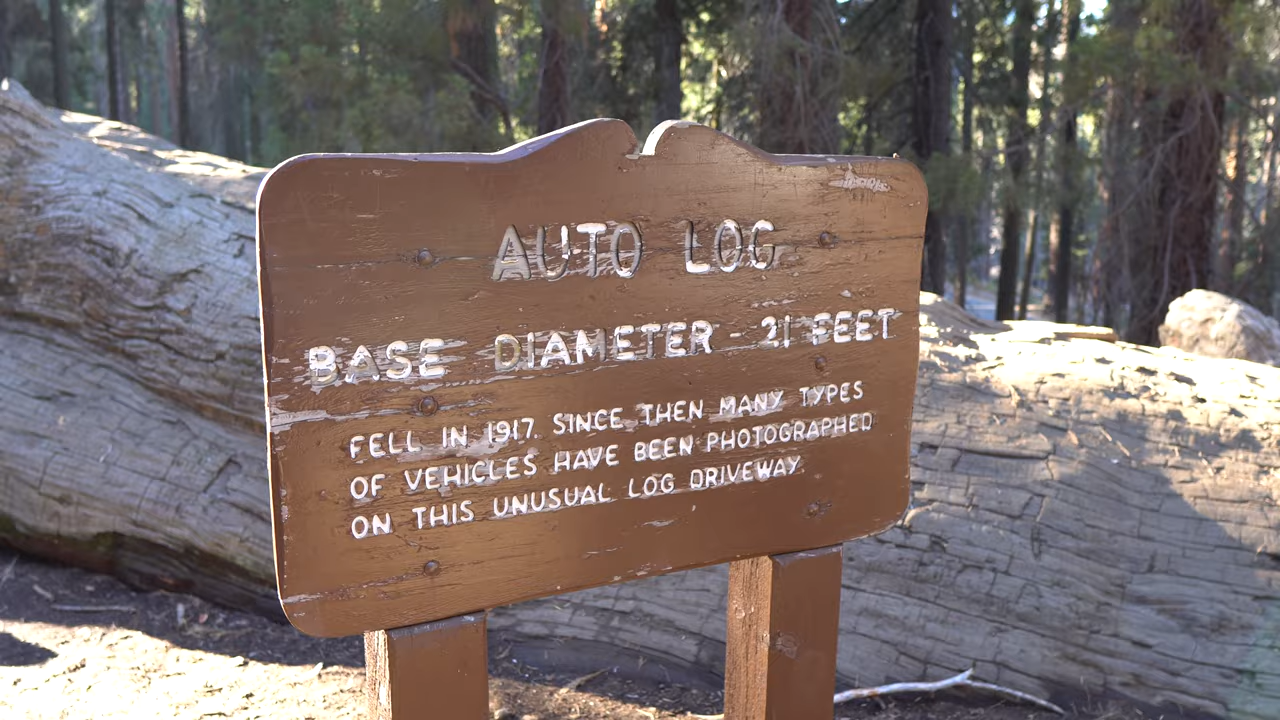 AUTO LOG
BASE DIAMETER - 21 FEET
FELL IN 1917. SINCE THEN MANY TYPES
OF VEHICLES HAVE BEEN PHOTOGRAPHED
ON THIS UNUSUAL LOG DRIVEWAY